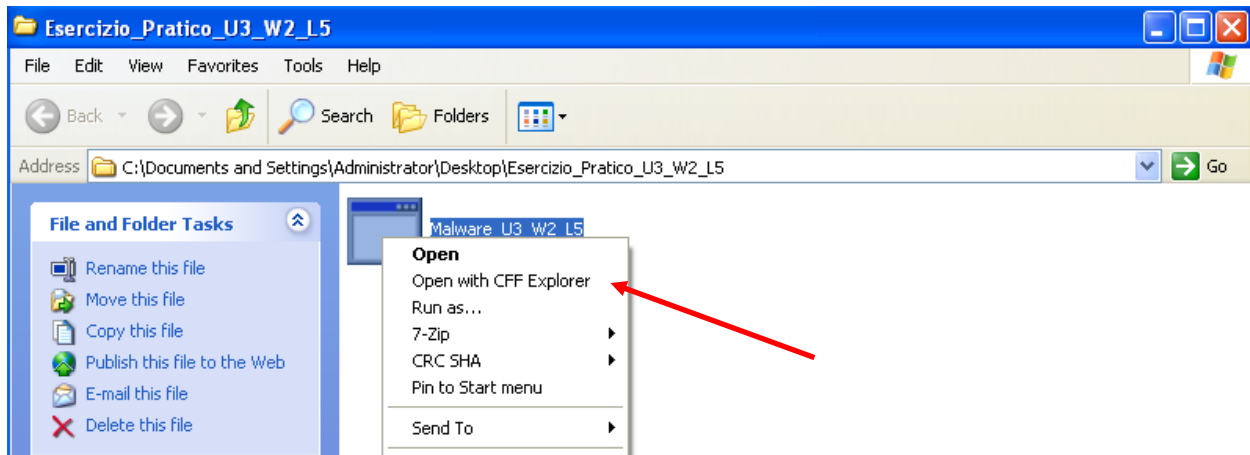 Esercizio_Pratico_U3_W2_L5
File Edit View Favorites Tools Help
Back Search Folders
Address C:\Documents and Settings\Administrator\Desktop\Esercizio_Pratico_U3_W2_L5 Go
File and Folder Tasks
Rename this file
Move this file
Copy this file
Publish this file to the Web
E-mail this file
Delete this file
Malware_U3_W2_L5
Open
Open with CFF Explorer
Run as...
7-Zip
CRC SHA
Pin to Start menu
Send To